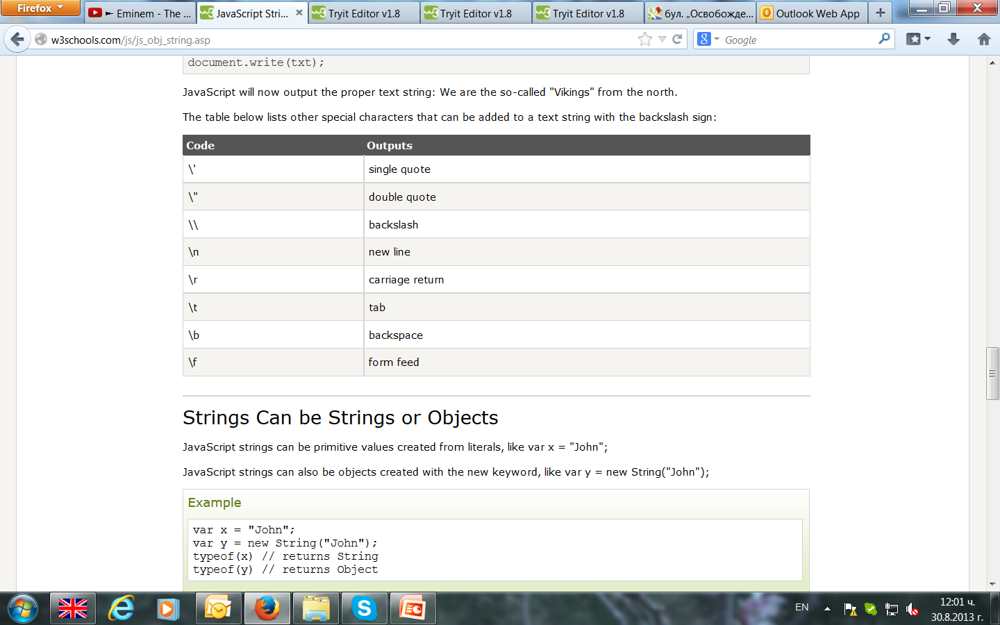 Firefox
Eminem - The ...
JavaScript Stri...
Tryit Editor v1.8
Tryit Editor v1.8
Tryit Editor v1.8
бул. „Освобожде...
Outlook Web App
w3schools.com/js/js_obj_string.asp
Google
document.write(txt);
JavaScript will now output the proper text string: We are the so-called "Vikings" from the north.
The table below lists other special characters that can be added to a text string with the backslash sign:
Code Outputs
\' single quote
\" double quote
\\ backslash
\n new line
\r carriage return
\t tab
\b backspace
\f form feed
Strings Can be Strings or Objects
JavaScript strings can be primitive values created from literals, like var x = "John";
JavaScript strings can also be objects created with the new keyword, like var y = new String("John");
Example
var x = "John";
var y = new String("John");
typeof(x) // returns String
typeof(y) // returns Object
EN
12:01 ч.
30.8.2013 г.